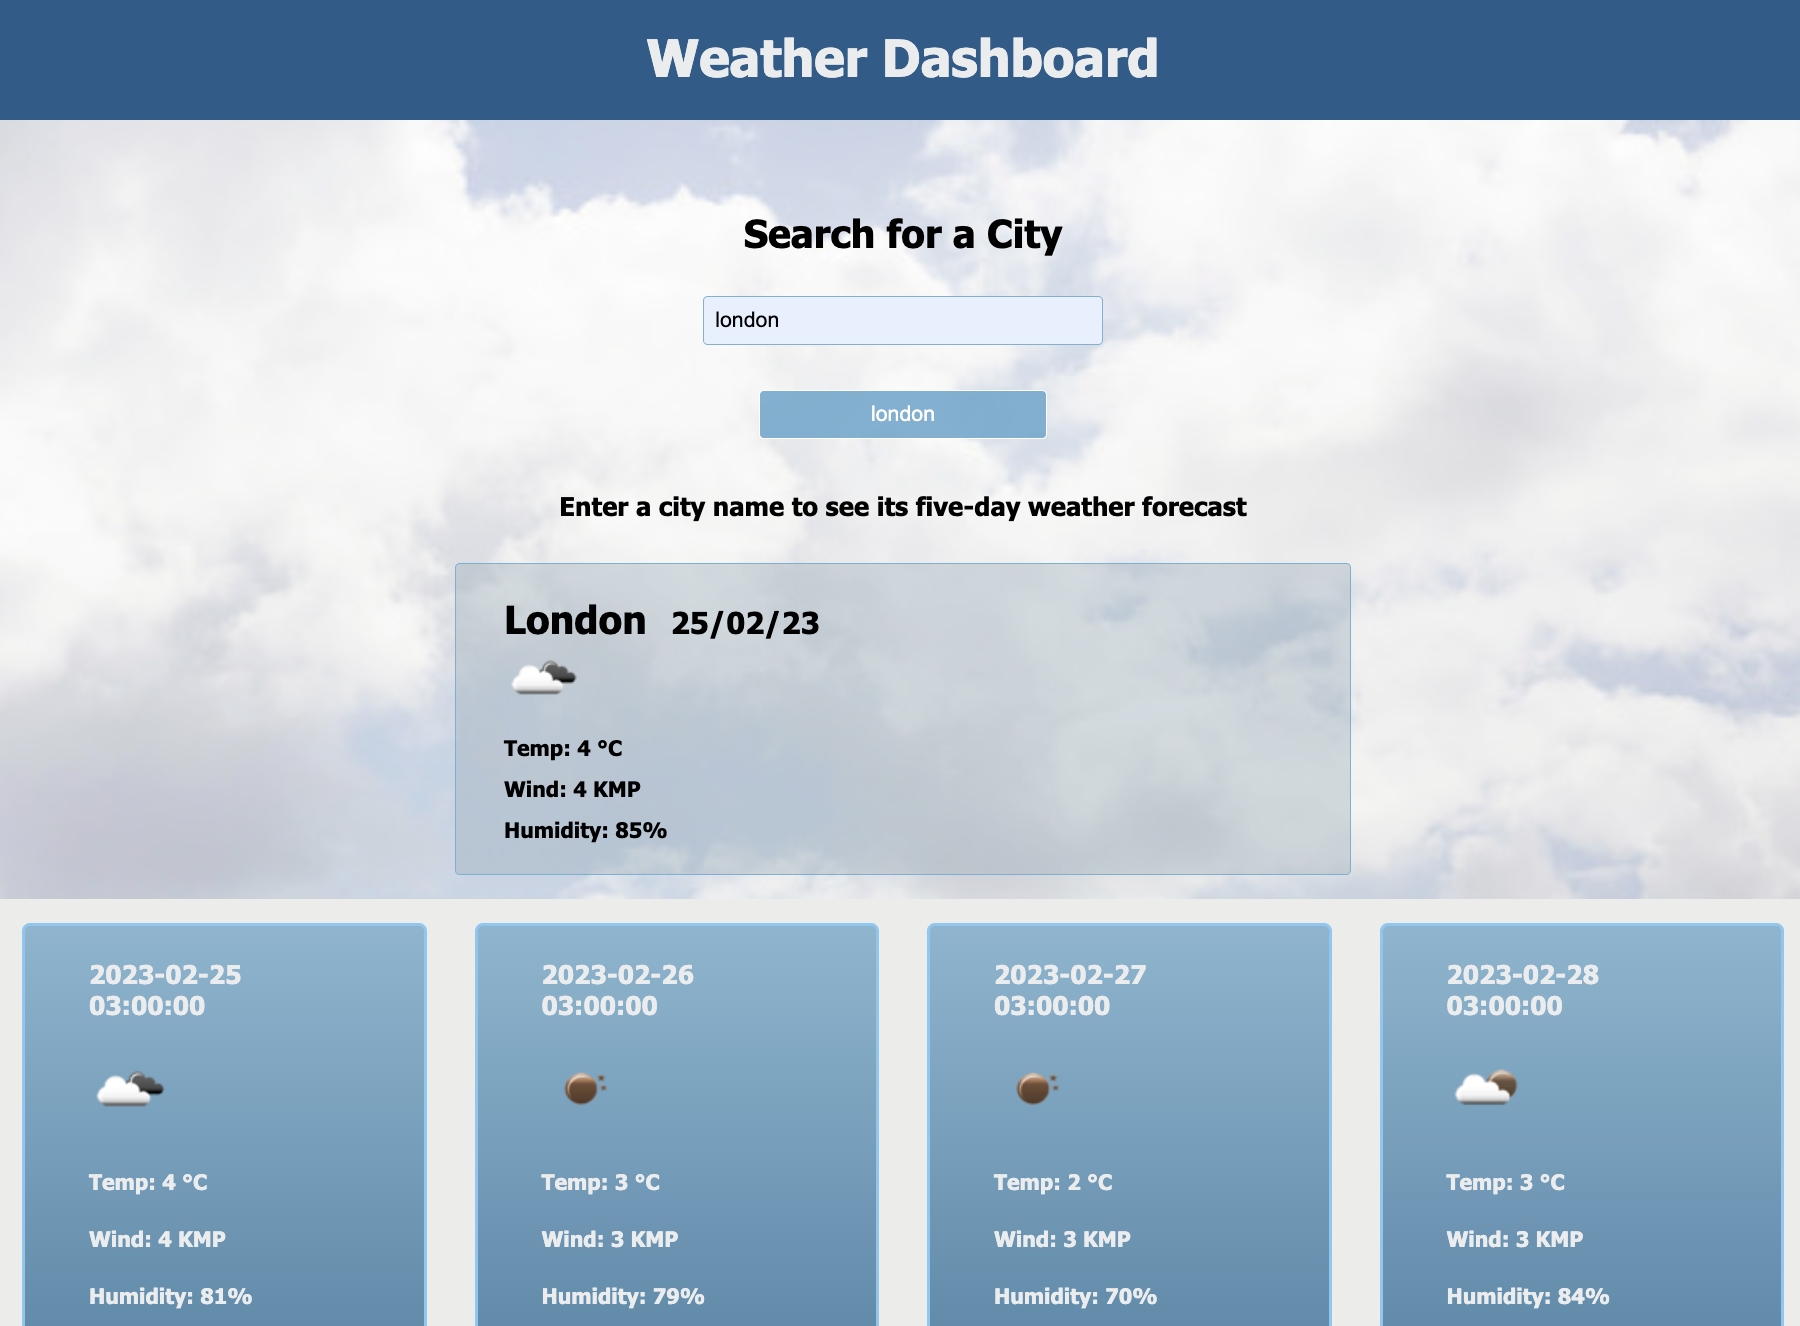 Weather Dashboard
Search for a City
london
london
Enter a city name to see its five-day weather forecast
London 25/02/23
Temp: 4 °C
Wind: 4 KMP
Humidity: 85%
2023-02-25
03:00:00
Temp: 4 °C
Wind: 4 KMP
Humidity: 81%
2023-02-26
03:00:00
Temp: 3 °C
Wind: 3 KMP
Humidity: 79%
2023-02-27
03:00:00
Temp: 2 °C
Wind: 3 KMP
Humidity: 70%
2023-02-28
03:00:00
Temp: 3 °C
Wind: 3 KMP
Humidity: 84%